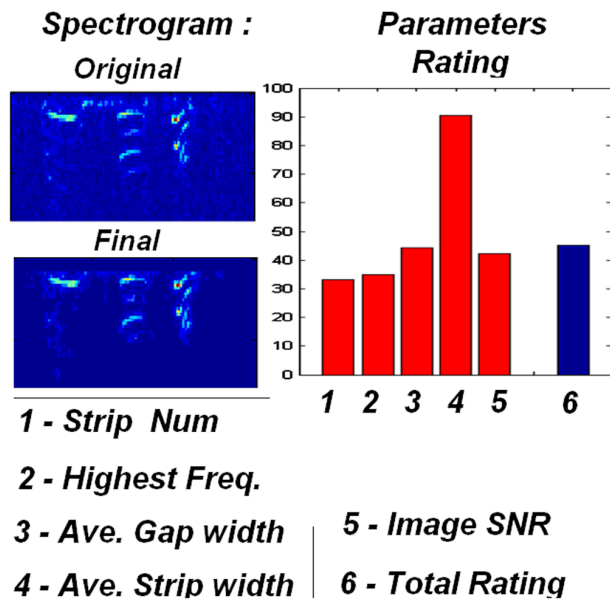 Spectrogram :
Original
Final
Parameters
Rating
100
90
80
70
60
50
40
30
20
10
0
1 2 3 4 5 6
1 - Strip Num
2 - Highest Freq.
3 - Ave. Gap width
4 - Ave. Strip width
5 - Image SNR
6 - Total Rating